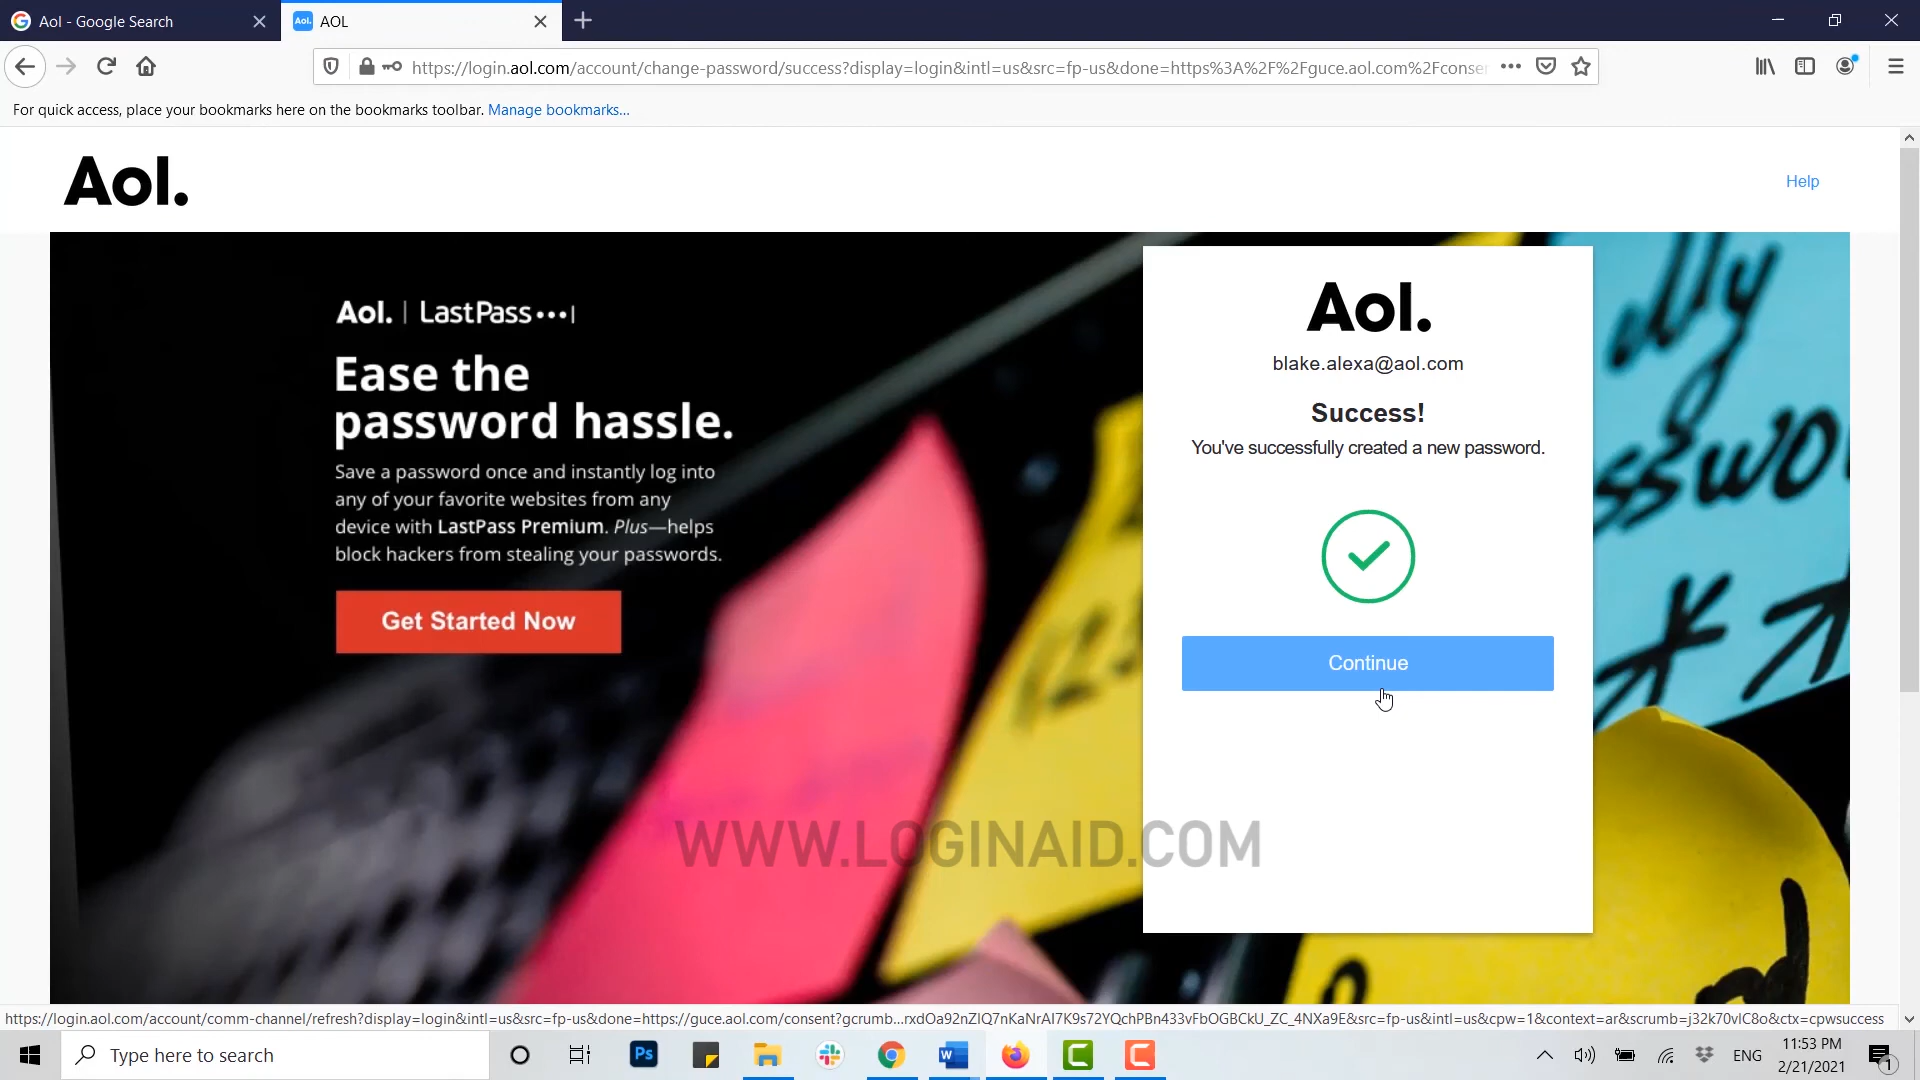 Aol - Google Search
Aol.
AOL
https://login.aol.com/account/change-password/success?display=login&intl=us&src=fp-us&done=https%3A%2F%2Fguce.aol.com%2Fconse
For quick access, place your bookmarks here on the bookmarks toolbar. Manage bookmarks...
Aol.
Help
Aol. | LastPass•••|
Ease the
password hassle.
Save a password once and instantly log into
any of your favorite websites from any
device with LastPass Premium. Plus—helps
block hackers from stealing your passwords.
Get Started Now
Aol.
blake.alexa@aol.com
Success!
You've successfully created a new password.
Continue
WWW.LOGINAID.COM
https://login.aol.com/account/comm-channel/refresh?display=login&intl=us&src=fp-us&done=https://guce.aol.com/consent?gcrumb...rxdOa92nZIQ7nKaNrAI7K9s72YQchPBn433vFbOGBCkU_ZC_4NXa9E&src=fp-us&intl=us&cpw=1&context=ar&scrumb=j32k70vlC8o&ctx=cpwsuccess
Type here to search
Ps
ENG
11:53 PM
2/21/2021
1